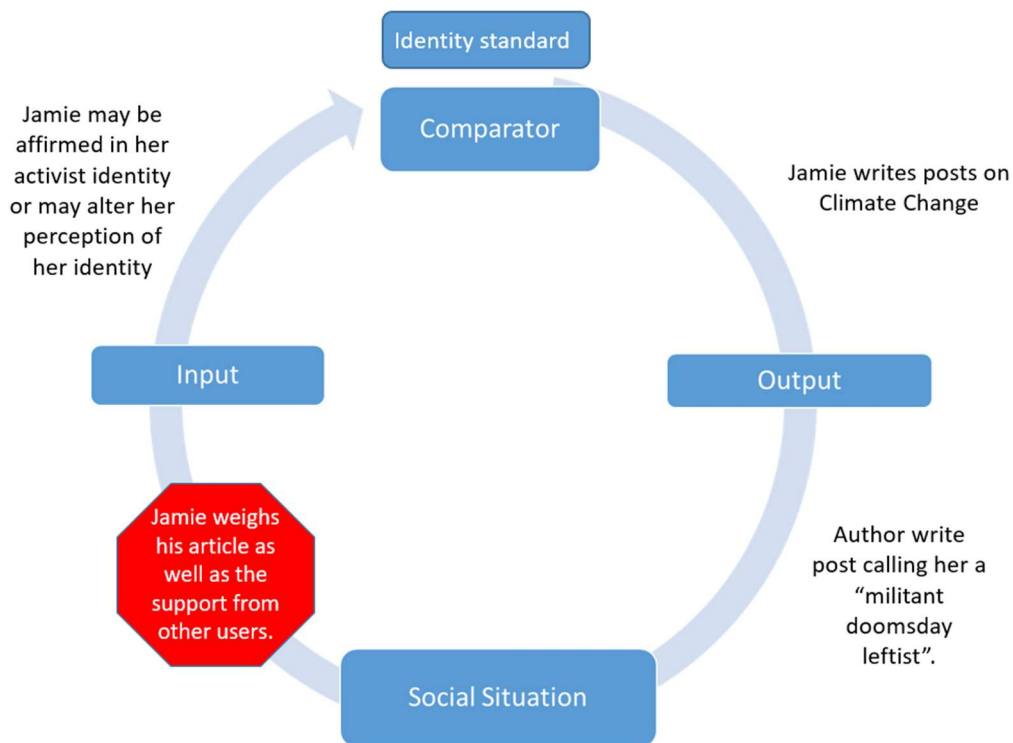 Identity standard
Comparator
Jamie may be
affirmed in her
activist identity
or may alter her
perception of
her identity
Jamie writes posts on
Climate Change
Input
Output
Jamie weighs
his article as
well as the
support from
other users.
Author write
post calling her a
“militant
doomsday
leftist”.
Social Situation